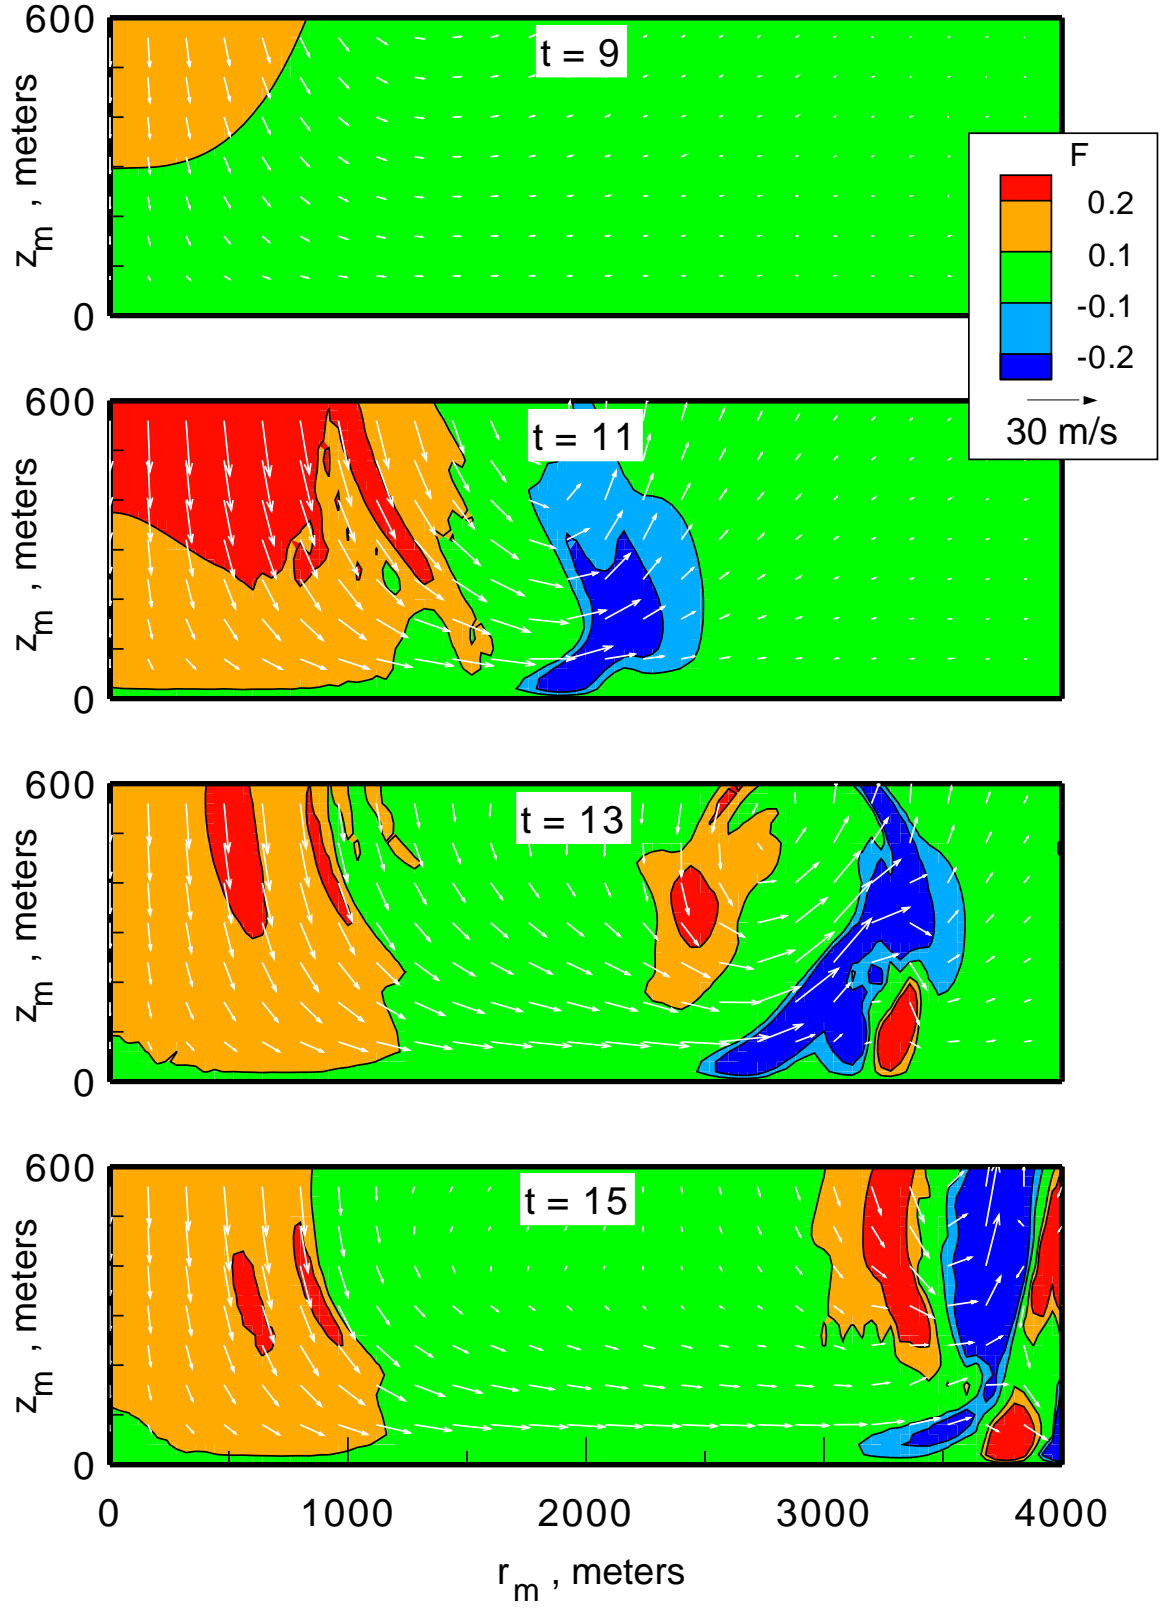 600
z_m , meters
0
t = 9
F
0.2
0.1
-0.1
-0.2
30 m/s
600
z_m , meters
0
t = 11
600
z_m , meters
0
t = 13
600
z_m , meters
0
t = 15
0 1000 2000 3000 4000
r_m , meters